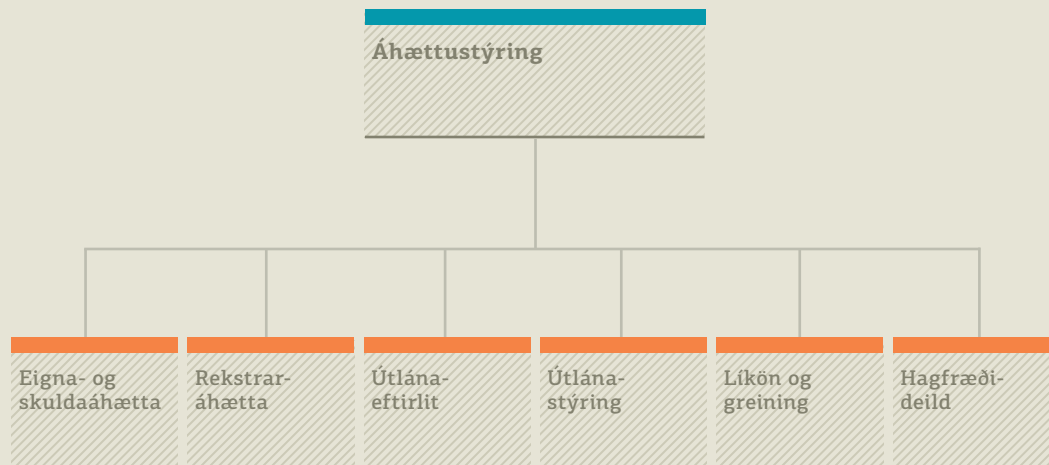 Áhættustýring
Eigna- og
skuldaáhætta
Rekstrar-
áhætta
Útlána-
eftirlit
Útlána-
stýring
Líkön og
greining
Hagfræði-
deild